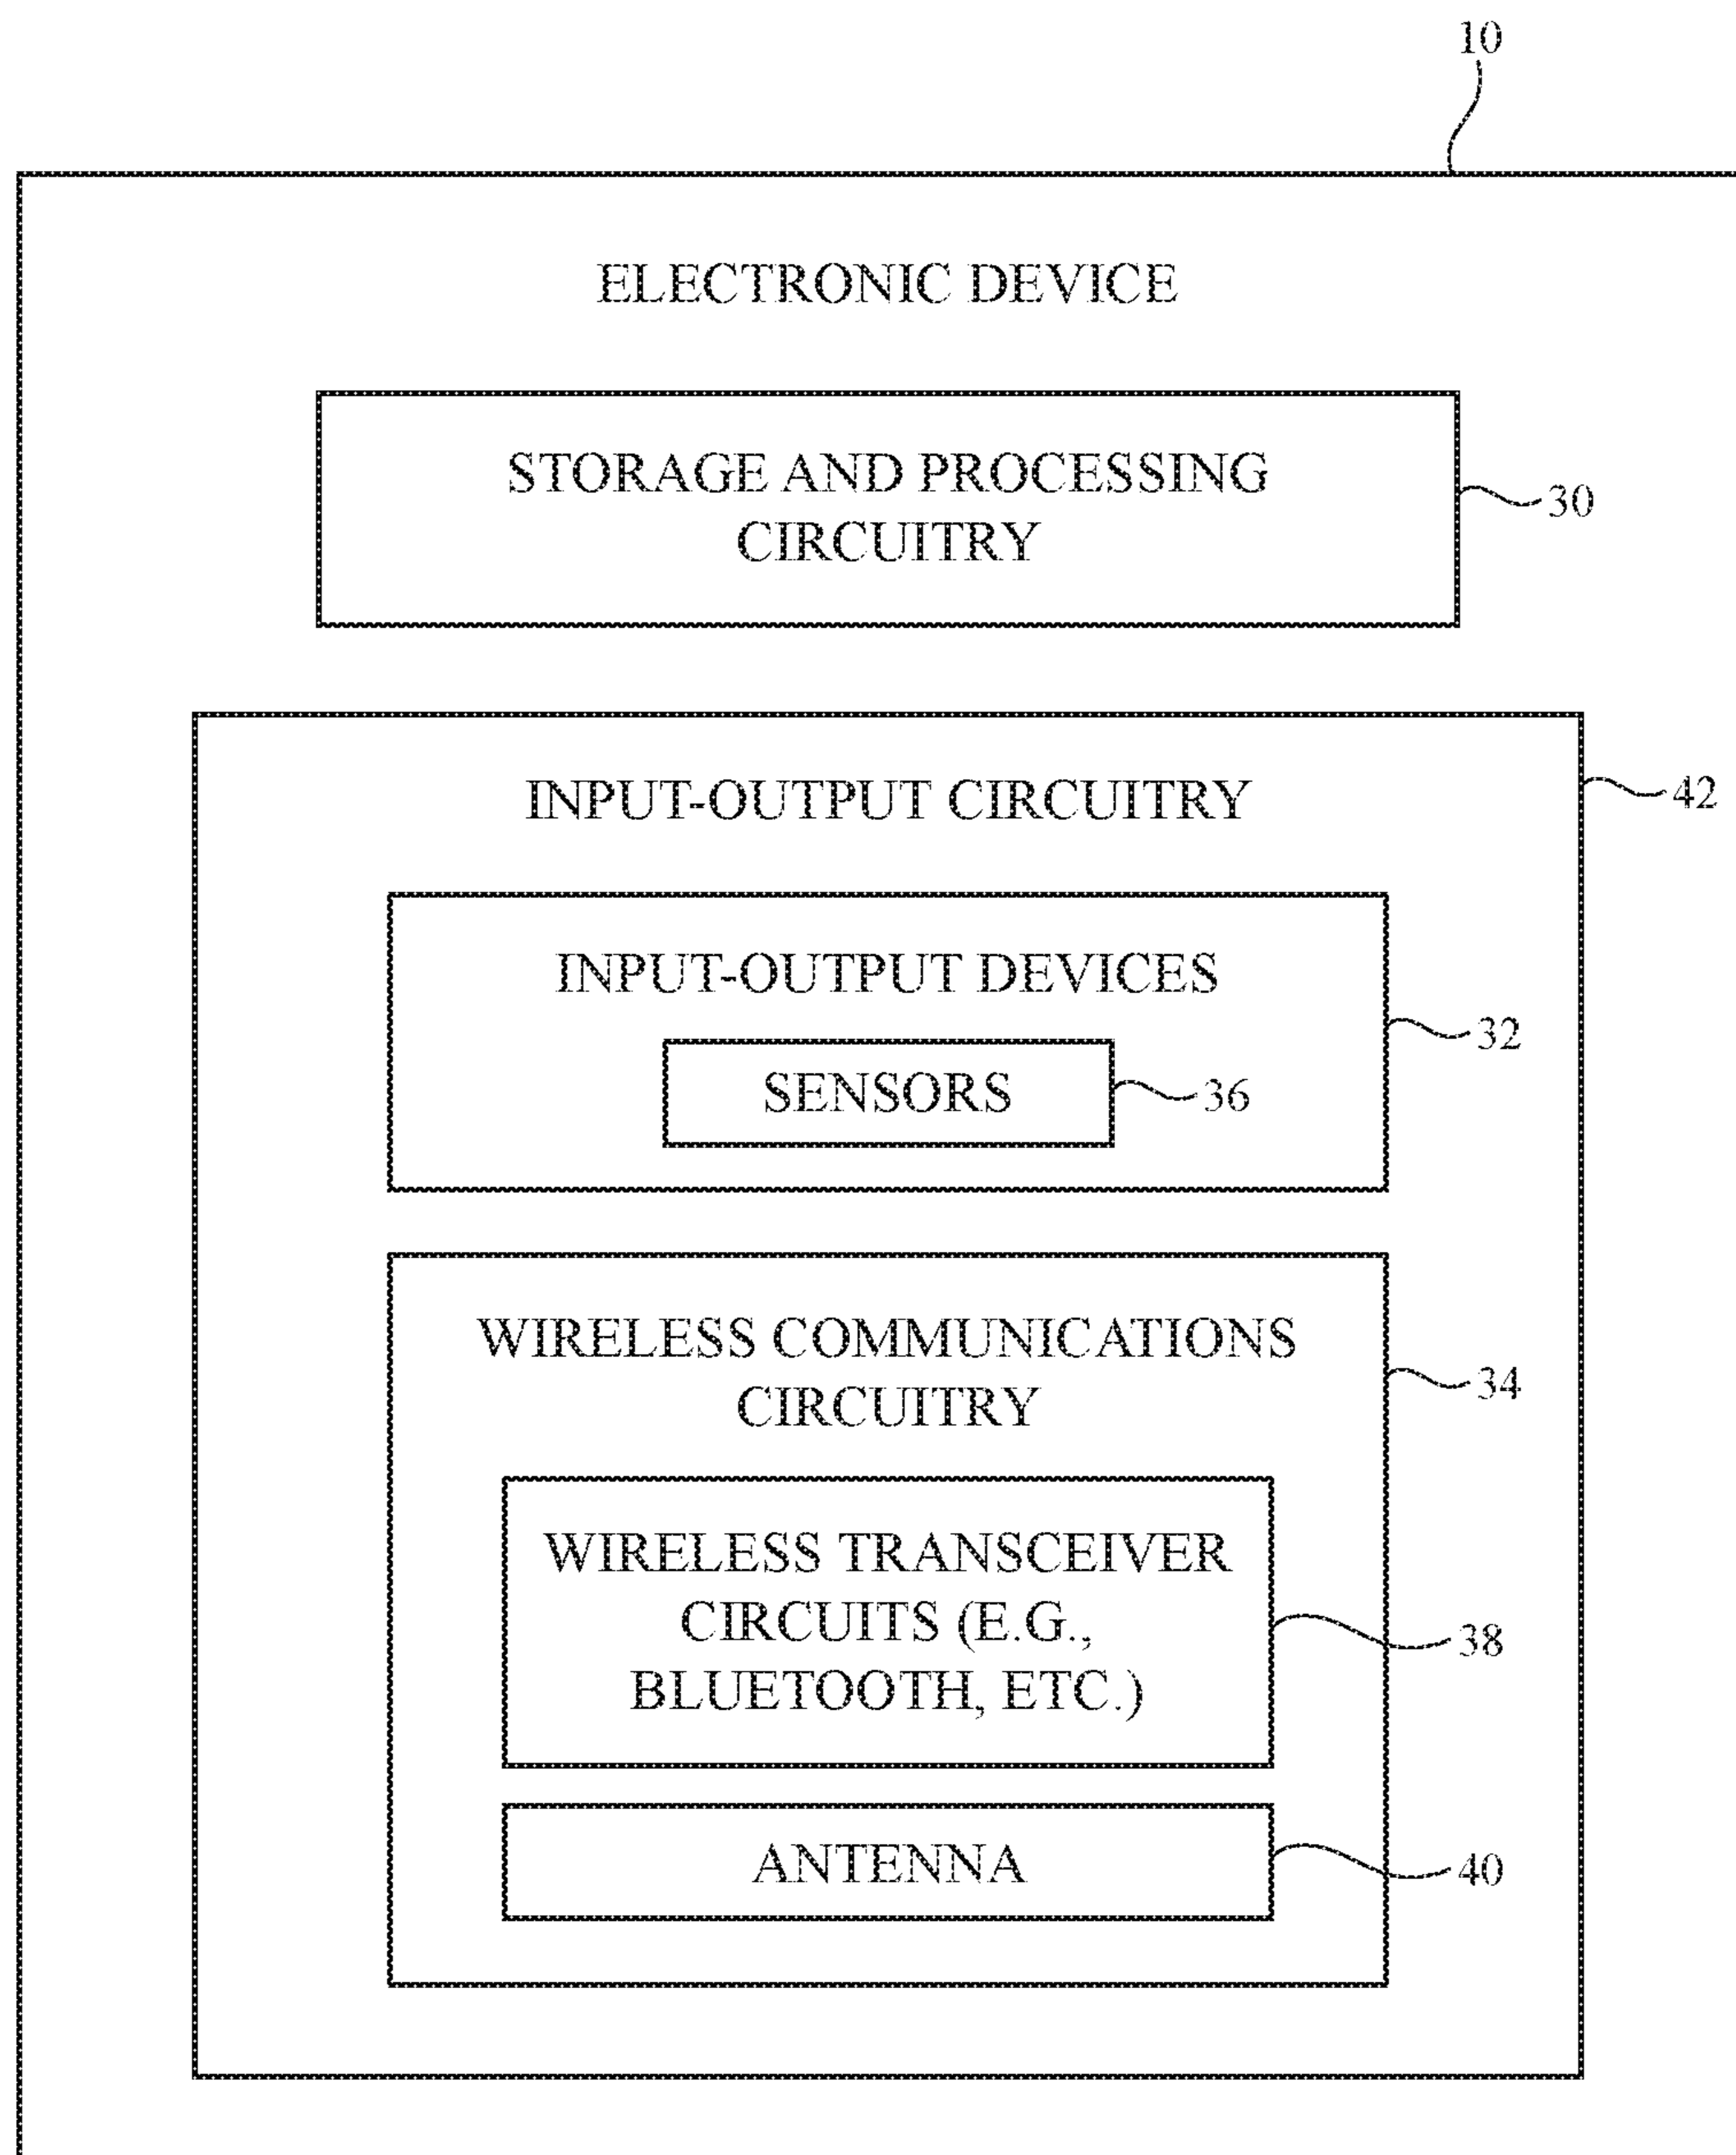 10
ELECTRONIC DEVICE
STORAGE AND PROCESSING
CIRCUITRY
30
INPUT-OUTPUT CIRCUITRY
42
INPUT-OUTPUT DEVICES
32
SENSORS
36
WIRELESS COMMUNICATIONS
CIRCUITRY
34
WIRELESS TRANSCEIVER
CIRCUITS (E.G.,
BLUETOOTH, ETC.)
38
ANTENNA
40